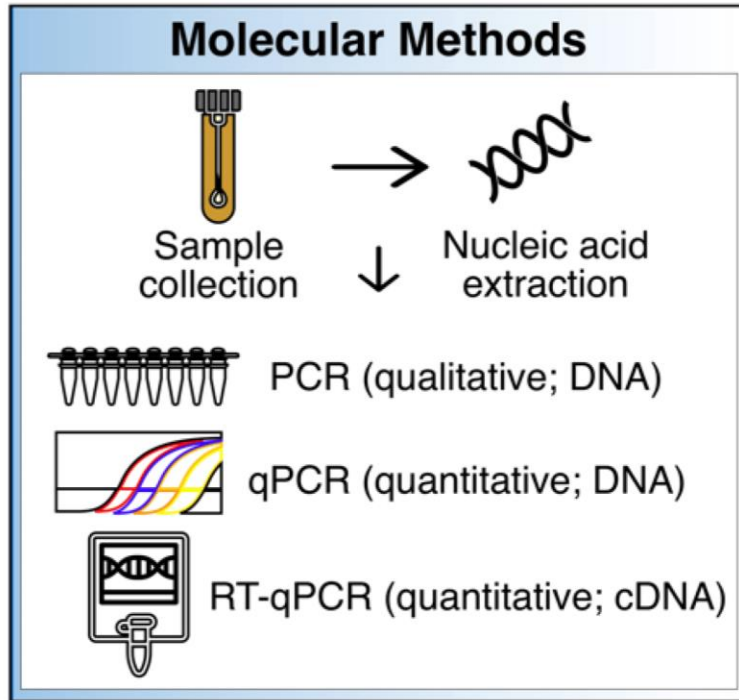 Molecular Methods
Sample
collection
Nucleic acid
extraction
PCR (qualitative; DNA)
qPCR (quantitative; DNA)
RT-qPCR (quantitative; cDNA)